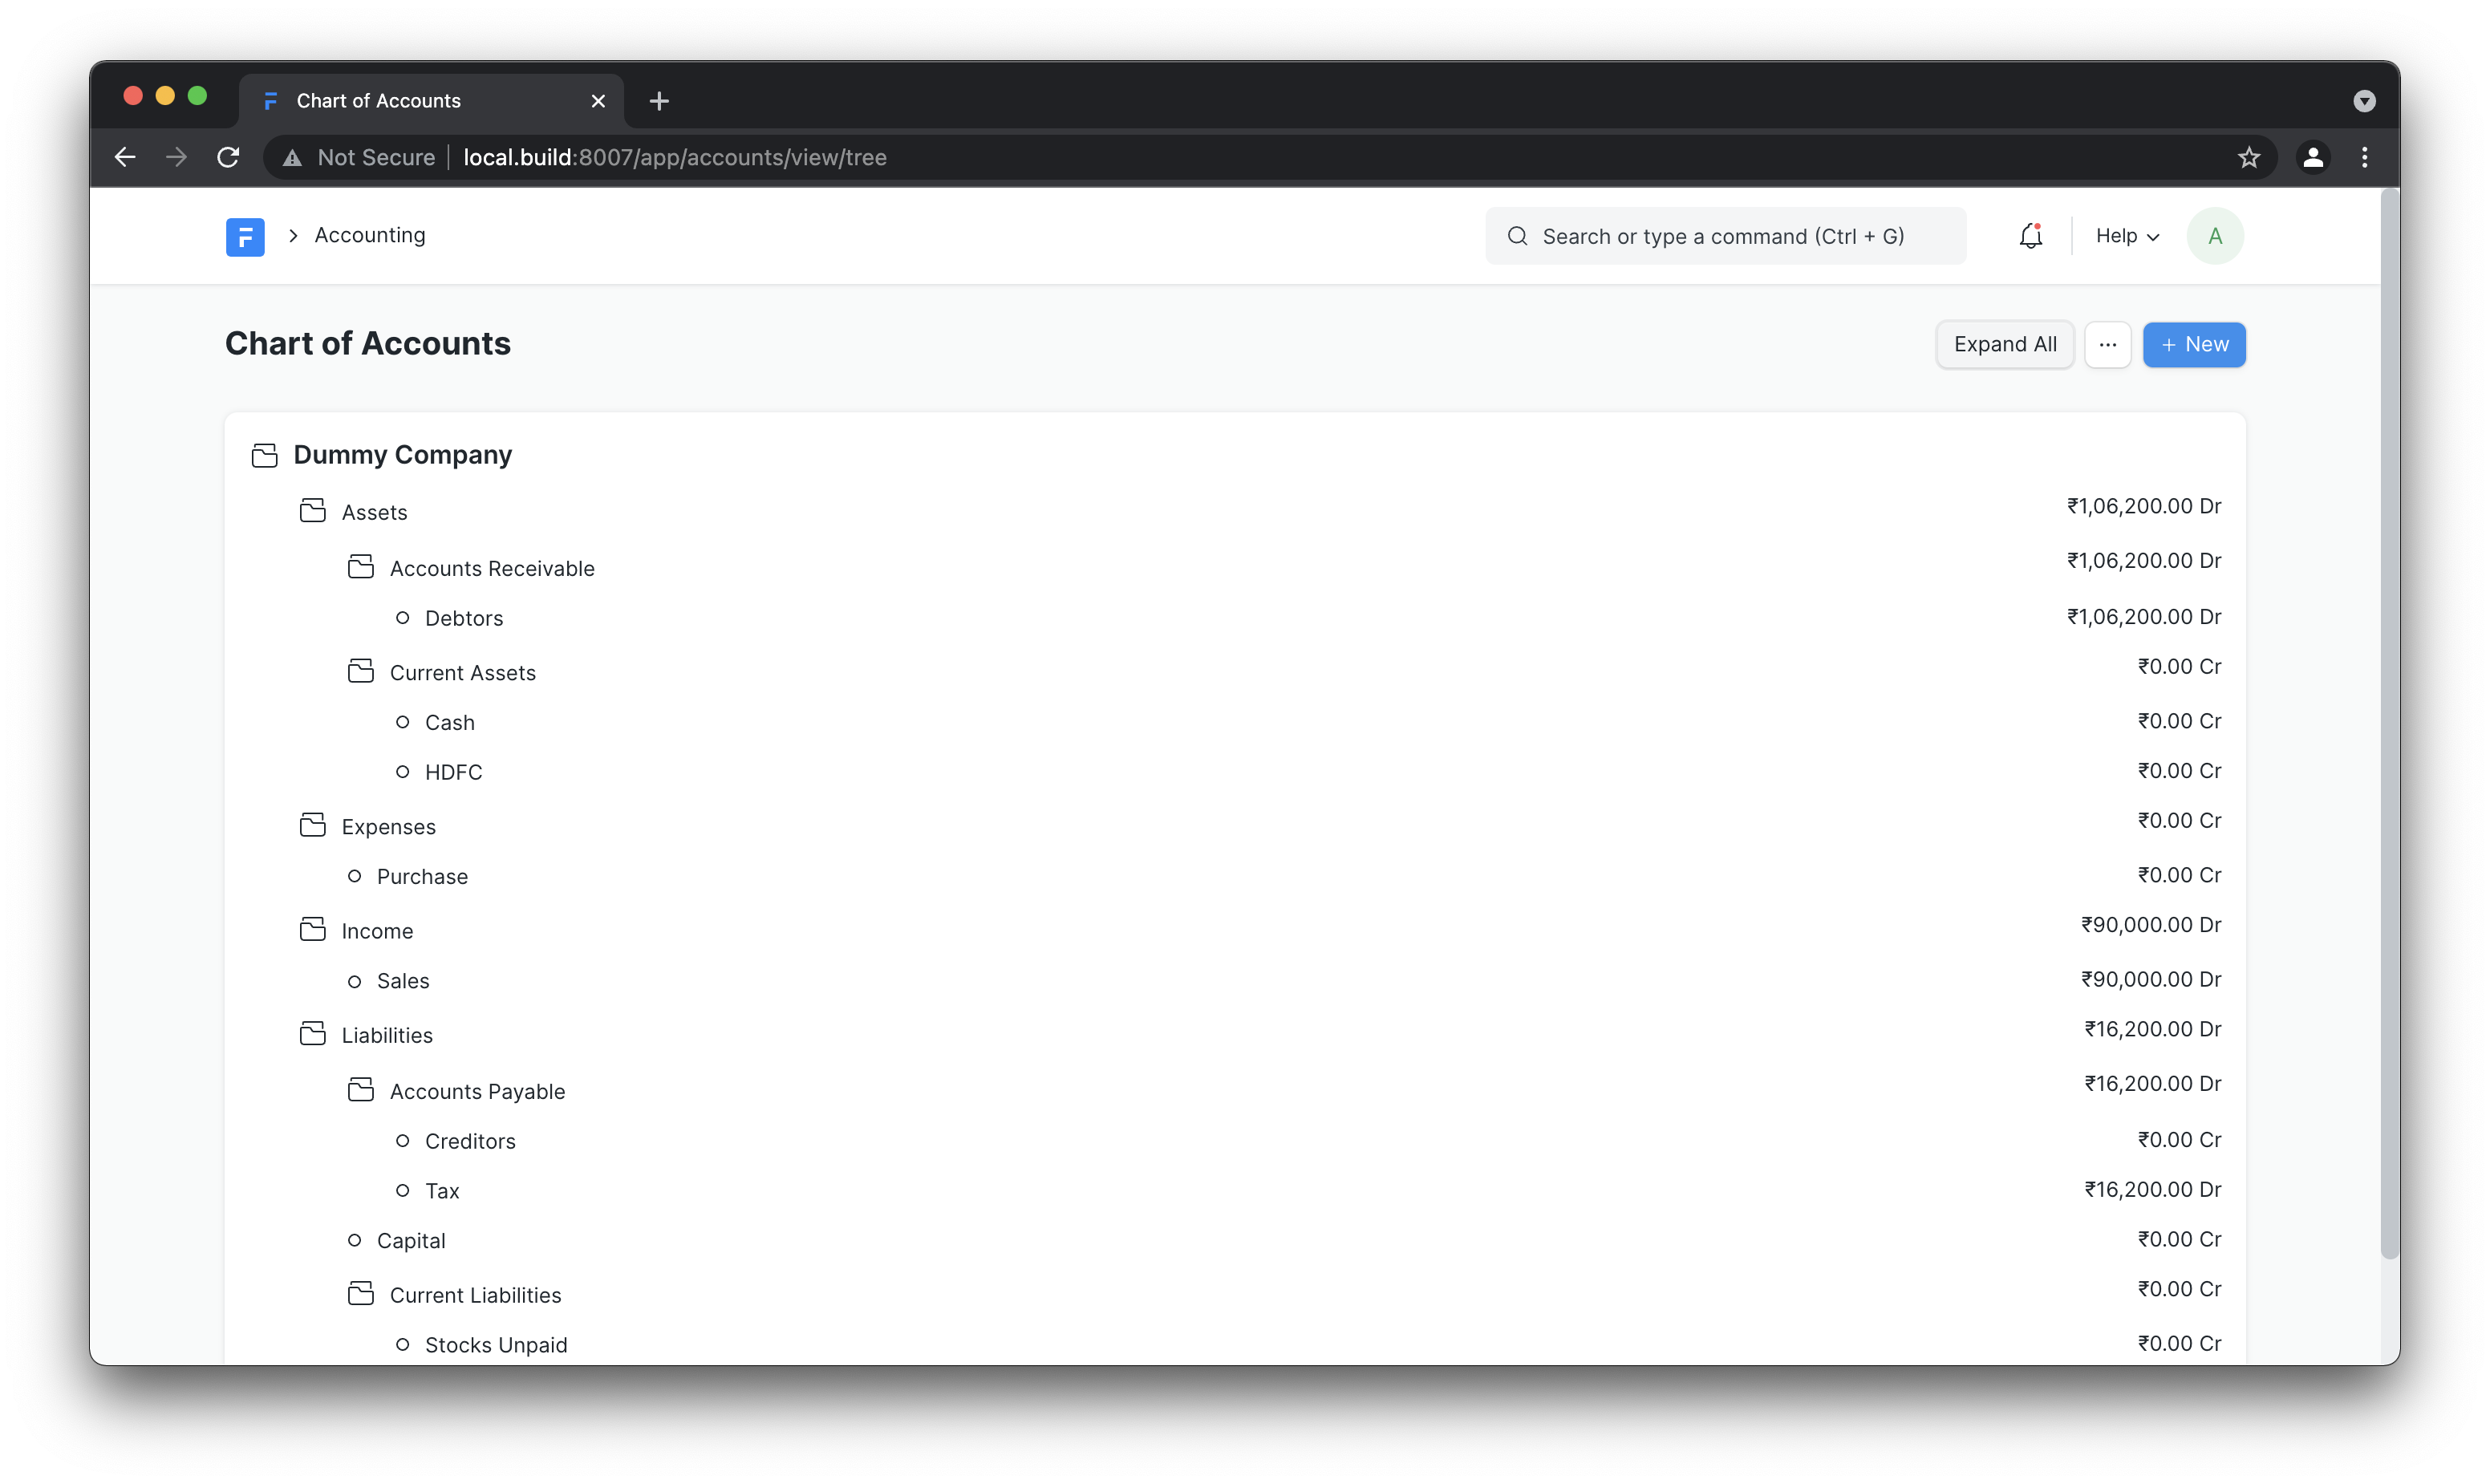 Chart of Accounts
Not Secure local.build:8007/app/accounts/view/tree
F Accounting Search or type a command (Ctrl + G) Help A
Chart of Accounts Expand All ... + New
Dummy Company
Assets ₹1,06,200.00 Dr
Accounts Receivable ₹1,06,200.00 Dr
Debtors ₹1,06,200.00 Dr
Current Assets ₹0.00 Cr
Cash ₹0.00 Cr
HDFC ₹0.00 Cr
Expenses ₹0.00 Cr
Purchase ₹0.00 Cr
Income ₹90,000.00 Dr
Sales ₹90,000.00 Dr
Liabilities ₹16,200.00 Dr
Accounts Payable ₹16,200.00 Dr
Creditors ₹0.00 Cr
Tax ₹16,200.00 Dr
Capital ₹0.00 Cr
Current Liabilities ₹0.00 Cr
Stocks Unpaid ₹0.00 Cr